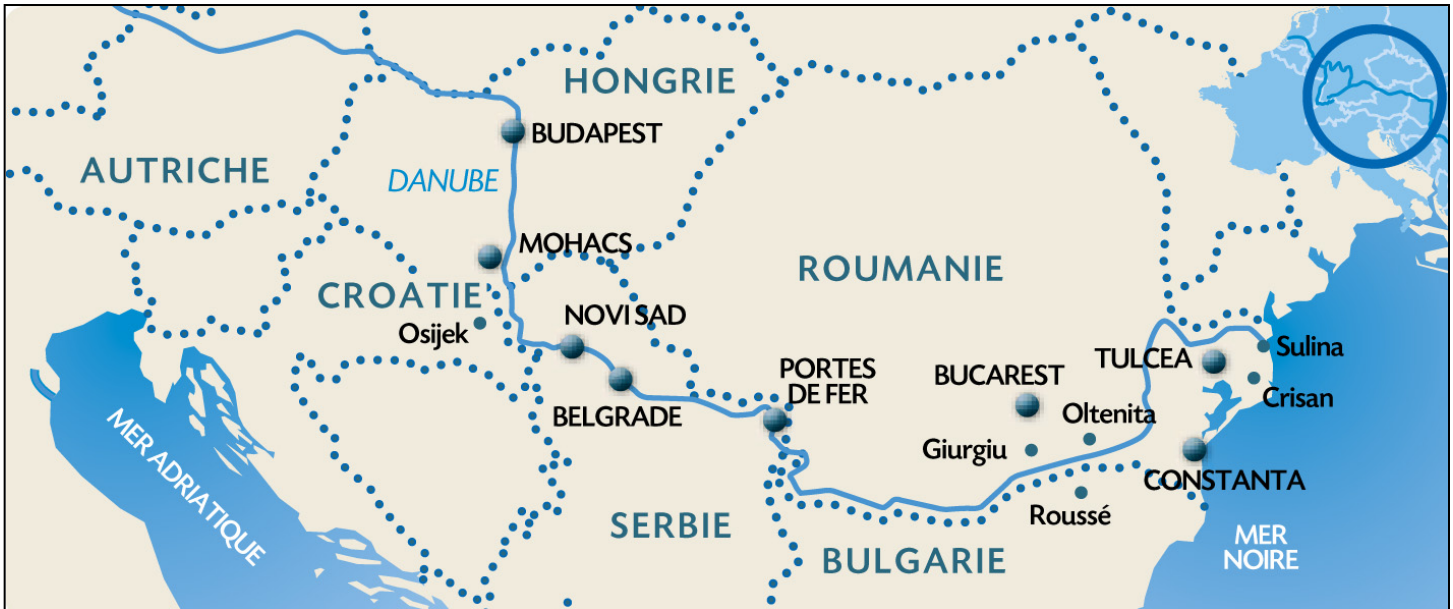 HONGRIE
BUDAPEST
AUTRICHE
DANUBE
MOHACS
CROATIE
ROUMANIE
NOVI SAD
Osijek
Sulina
TULCEA
PORTES
DE FER
BUCAREST
BELGRADE
Crisan
Oltenita
Giurgiu
CONSTANTA
MER ADRIATIQUE
Roussé
SERBIE
BULGARIE
MER
NOIRE